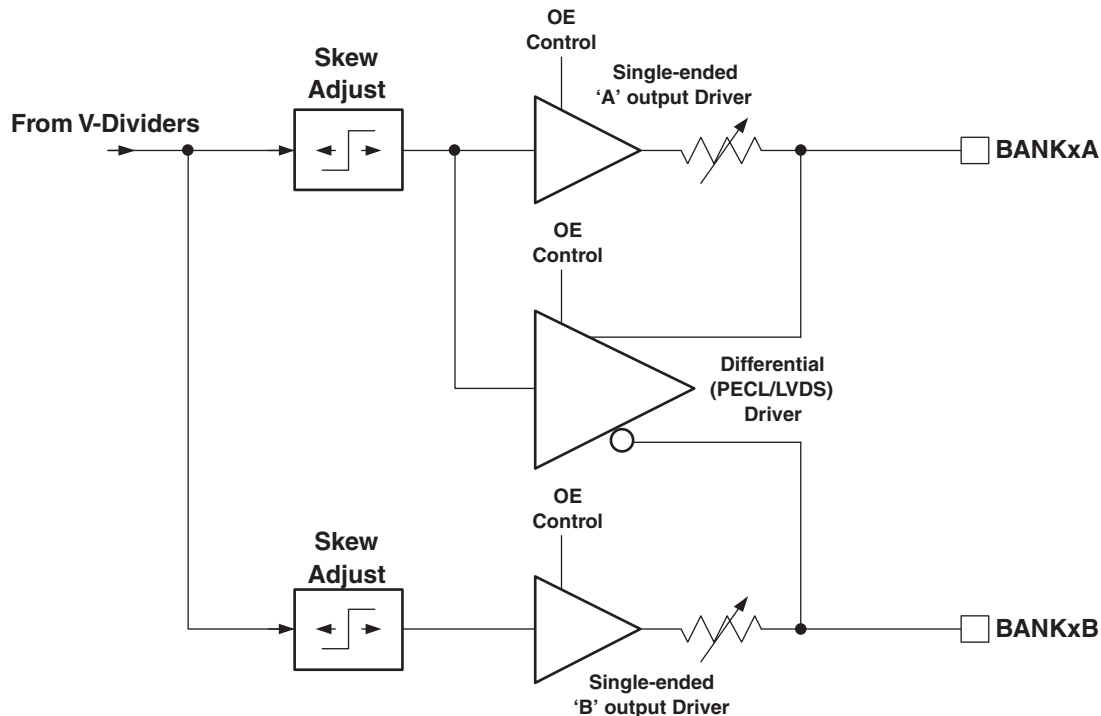 OE
Control
Skew
Adjust
Single-ended
‘A’ output Driver
From V-Dividers
BANKxA
OE
Control
Differential
(PECL/LVDS)
Driver
OE
Control
Skew
Adjust
BANKxB
Single-ended
‘B’ output Driver